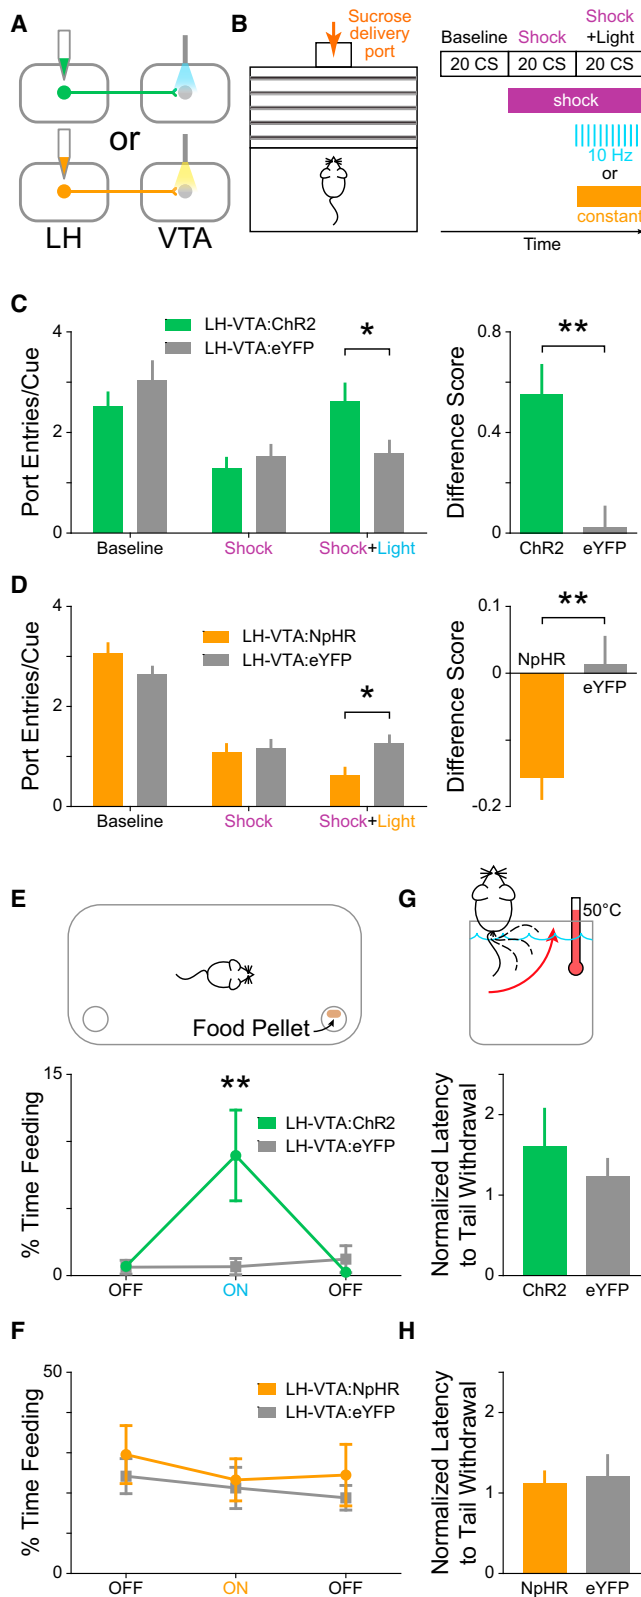 A
LH
or
VTA
B
Sucrose
delivery
port
Baseline
Shock
Shock
+Light
20 CS
20 CS
20 CS
shock
10 Hz
or
constant
Time
C
LH-VTA:ChR2
LH-VTA:eYFP
Port Entries/Cue
4
2
0
*
Baseline
Shock
Shock+Light
Difference Score
0.8
0.4
0
**
ChR2
eYFP
D
LH-VTA:NpHR
LH-VTA:eYFP
Port Entries/Cue
4
2
0
*
Baseline
Shock
Shock+Light
Difference Score
0.1
0
-0.2
**
NpHR
eYFP
E
Food Pellet
% Time Feeding
15
0
**
LH-VTA:ChR2
LH-VTA:eYFP
OFF
ON
OFF
G
50°C
Normalized Latency
to Tail Withdrawal
2
1
0
ChR2
eYFP
F
% Time Feeding
50
0
LH-VTA:NpHR
LH-VTA:eYFP
OFF
ON
OFF
H
Normalized Latency
to Tail Withdrawal
2
1
0
NpHR
eYFP